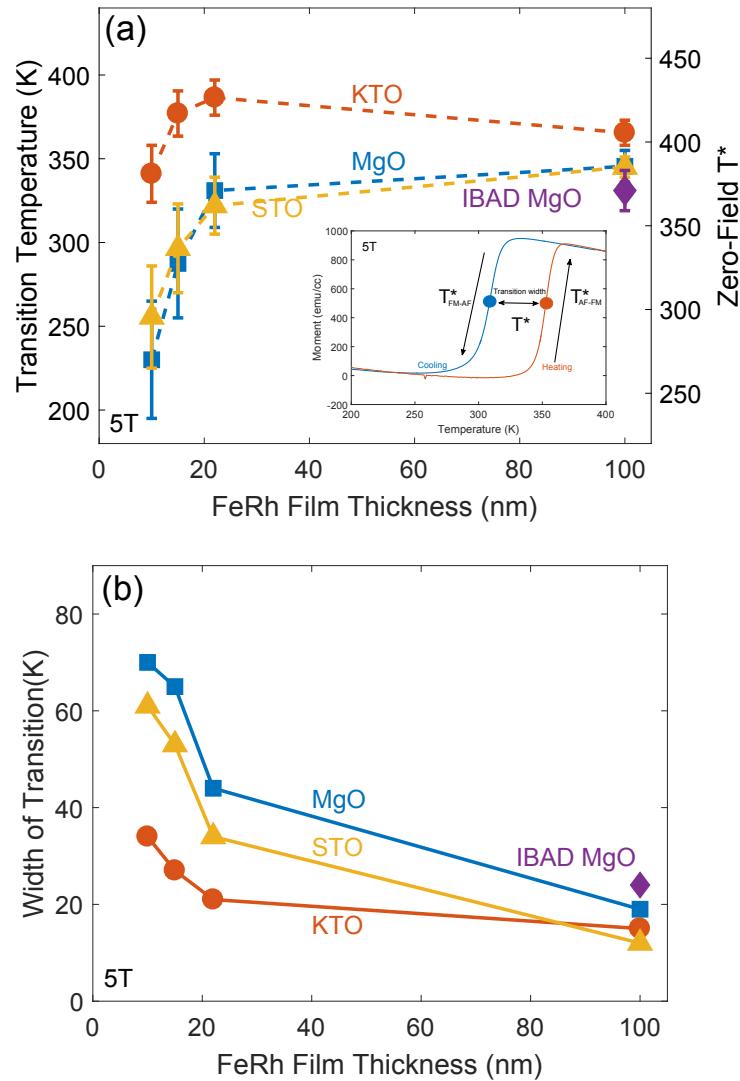 (a)
450
400
400
KTO
Transition Temperature (K)
350
MgO
400
STO
IBAD MgO
350
Zero-Field T*
300
1000
5T
800
Moment (emu/cc)
600
T*FM-AF
Transition width
T*AF-FM
400
T*
200
Cooling
Heating
0
-200
200
250
300
350
400
Temperature (K)
250
300
200
250
5T
0
20
40
60
80
100
FeRh Film Thickness (nm)
(b)
80
Width of Transition(K)
60
MgO
40
STO
IBAD MgO
20
KTO
5T
0
0
20
40
60
80
100
FeRh Film Thickness (nm)